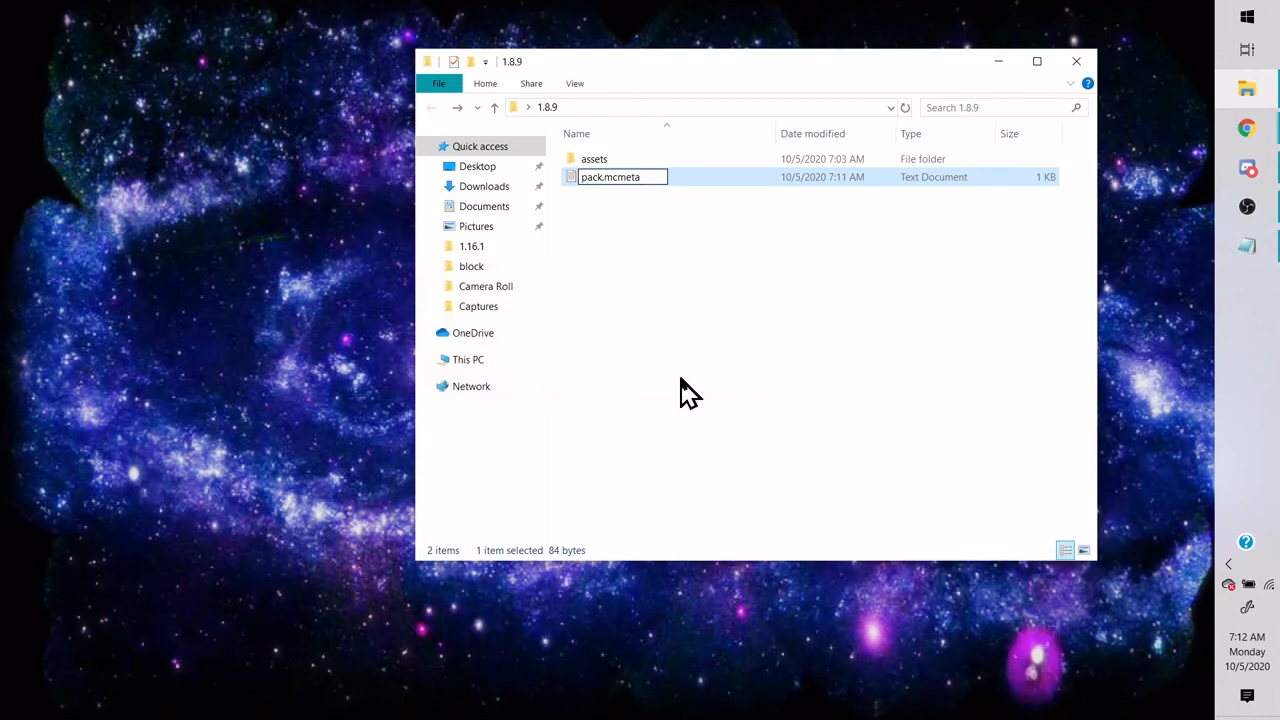 1.8.9
File Home Share View
1.8.9 Search 1.8.9
Name Date modified Type Size
Quick access
assets 10/5/2020 7:03 AM File folder
pack.mcmeta 10/5/2020 7:11 AM Text Document 1 KB
Desktop
Downloads
Documents
Pictures
1.16.1
block
Camera Roll
Captures
OneDrive
This PC
Network
2 items 1 item selected 84 bytes
7:12 AM
Monday
10/5/2020